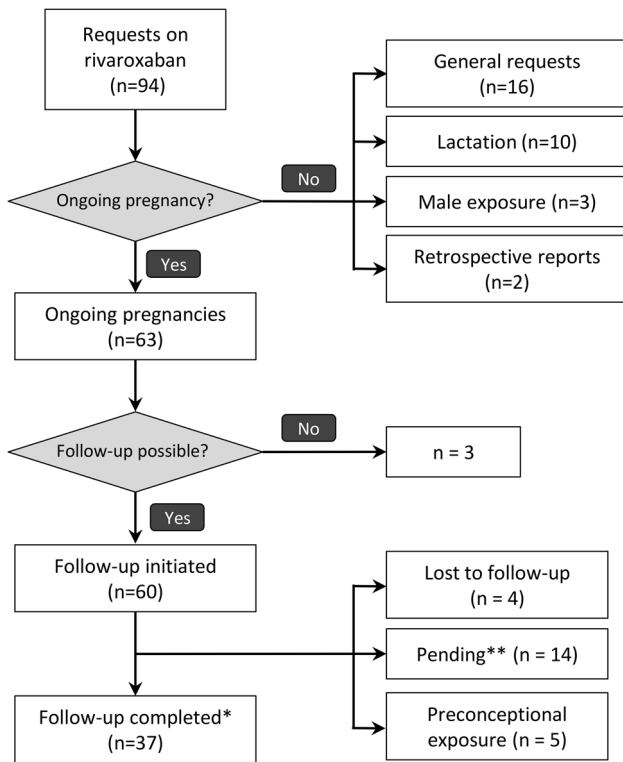 Requests on
rivaroxaban
(n=94)
General requests
(n=16)
Lactation (n=10)
No
Ongoing pregnancy?
Male exposure (n=3)
Yes
Retrospective reports
(n=2)
Ongoing pregnancies
(n=63)
No
Follow-up possible?
n = 3
Yes
Follow-up initiated
(n=60)
Lost to follow-up
(n = 4)
Pending** (n = 14)
Follow-up completed*
(n=37)
Preconceptional
exposure (n = 5)